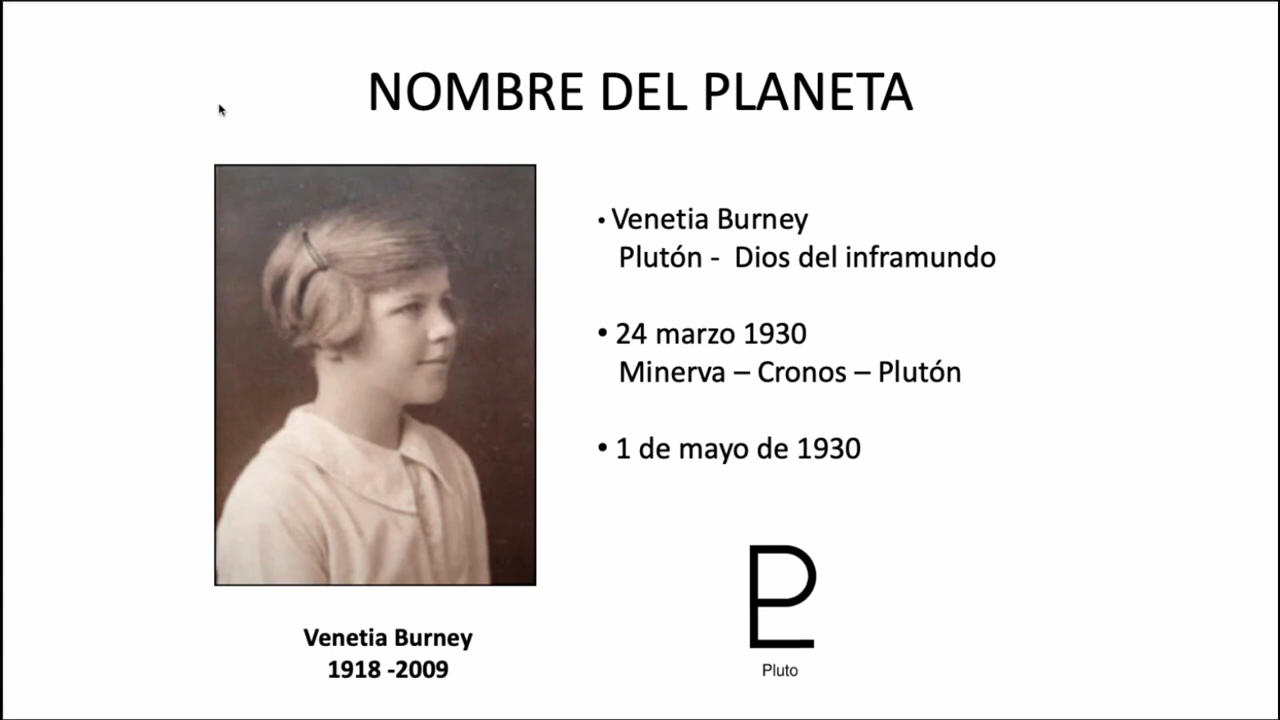 NOMBRE DEL PLANETA
• Venetia Burney
Plutón - Dios del inframundo
• 24 marzo 1930
Minerva – Cronos – Plutón
• 1 de mayo de 1930
Pluto
Venetia Burney
1918 -2009